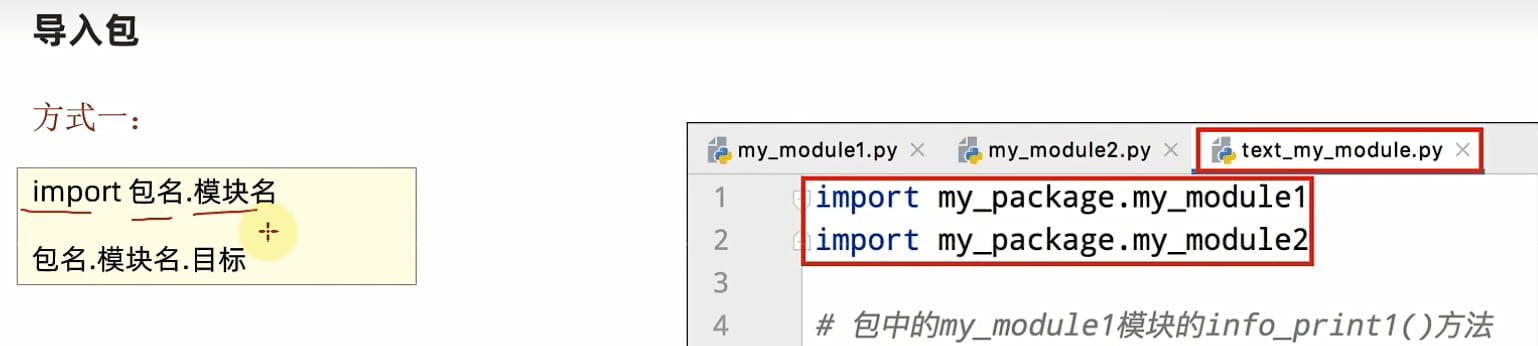 导入包
方式一：
import 包名.模块名
包名.模块名.目标
my_module1.py my_module2.py text_my_module.py
1 import my_package.my_module1
2 import my_package.my_module2
3
4 # 包中的my_module1模块的info_print1()方法